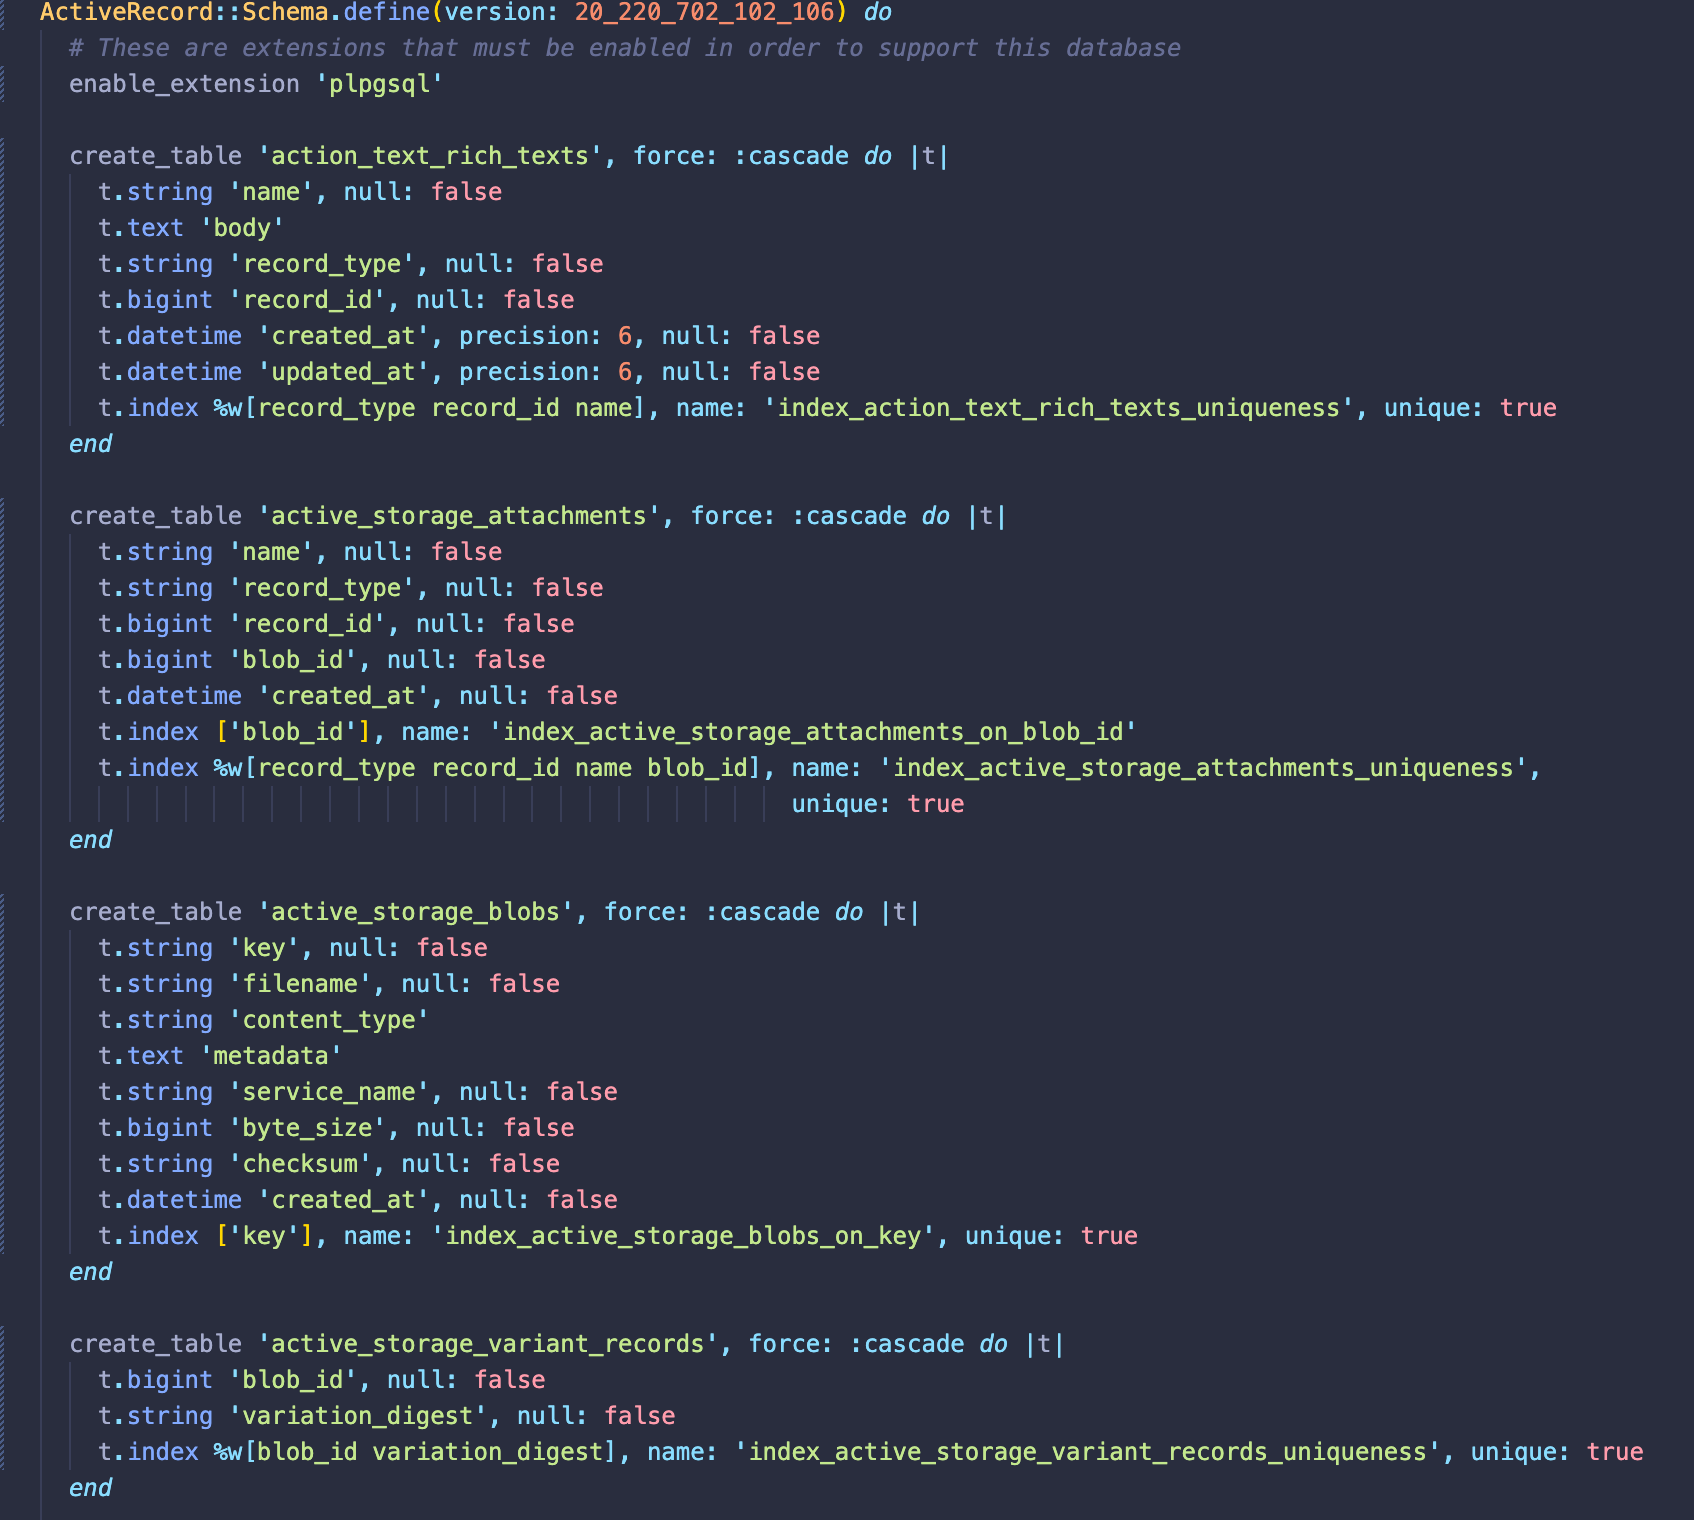 ActiveRecord::Schema.define(version: 20_220_702_102_106) do
# These are extensions that must be enabled in order to support this database
enable_extension 'plpgsql'
create_table 'action_text_rich_texts', force: :cascade do |t|
t.string 'name', null: false
t.text 'body'
t.string 'record_type', null: false
t.bigint 'record_id', null: false
t.datetime 'created_at', precision: 6, null: false
t.datetime 'updated_at', precision: 6, null: false
t.index %w[record_type record_id name], name: 'index_action_text_rich_texts_uniqueness', unique: true
end
create_table 'active_storage_attachments', force: :cascade do |t|
t.string 'name', null: false
t.string 'record_type', null: false
t.bigint 'record_id', null: false
t.bigint 'blob_id', null: false
t.datetime 'created_at', null: false
t.index ['blob_id'], name: 'index_active_storage_attachments_on_blob_id'
t.index %w[record_type record_id name blob_id], name: 'index_active_storage_attachments_uniqueness',
unique: true
end
create_table 'active_storage_blobs', force: :cascade do |t|
t.string 'key', null: false
t.string 'filename', null: false
t.string 'content_type'
t.text 'metadata'
t.string 'service_name', null: false
t.bigint 'byte_size', null: false
t.string 'checksum', null: false
t.datetime 'created_at', null: false
t.index ['key'], name: 'index_active_storage_blobs_on_key', unique: true
end
create_table 'active_storage_variant_records', force: :cascade do |t|
t.bigint 'blob_id', null: false
t.string 'variation_digest', null: false
t.index %w[blob_id variation_digest], name: 'index_active_storage_variant_records_uniqueness', unique: true
end